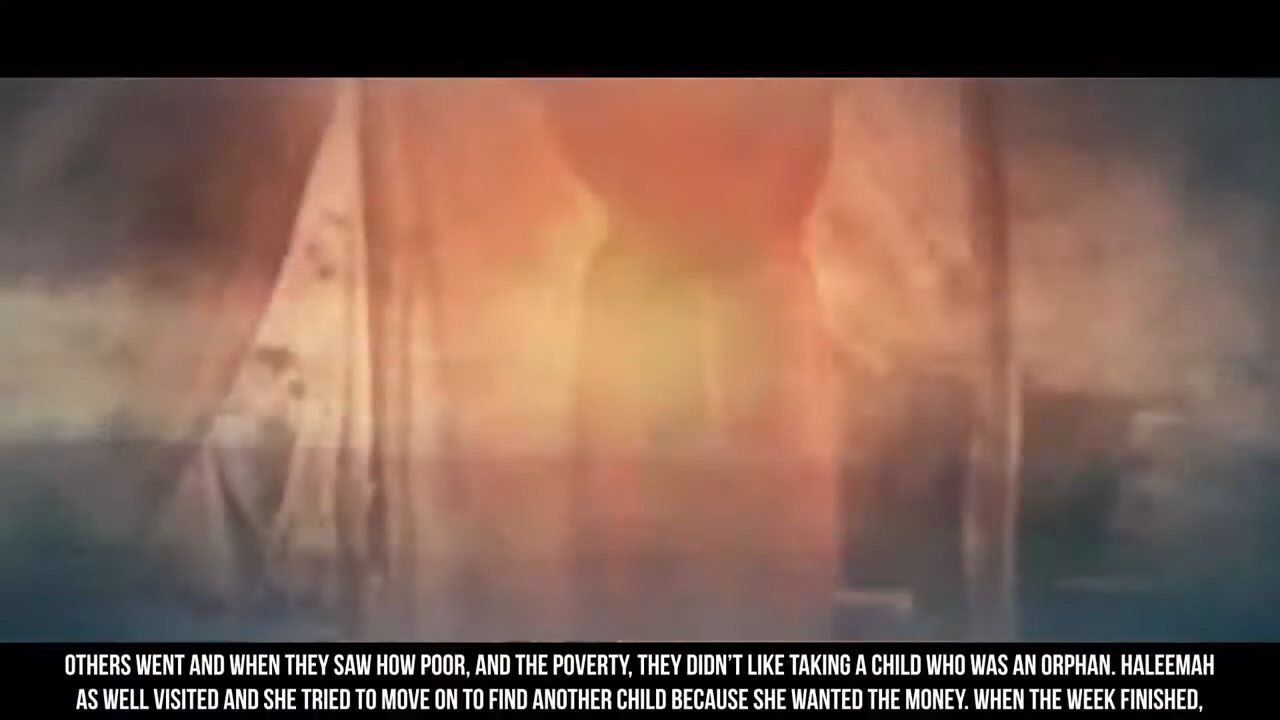 OTHERS WENT AND WHEN THEY SAW HOW POOR, AND THE POVERTY, THEY DIDN'T LIKE TAKING A CHILD WHO WAS AN ORPHAN. HALEEMAH
AS WELL VISITED AND SHE TRIED TO MOVE ON TO FIND ANOTHER CHILD BECAUSE SHE WANTED THE MONEY. WHEN THE WEEK FINISHED,